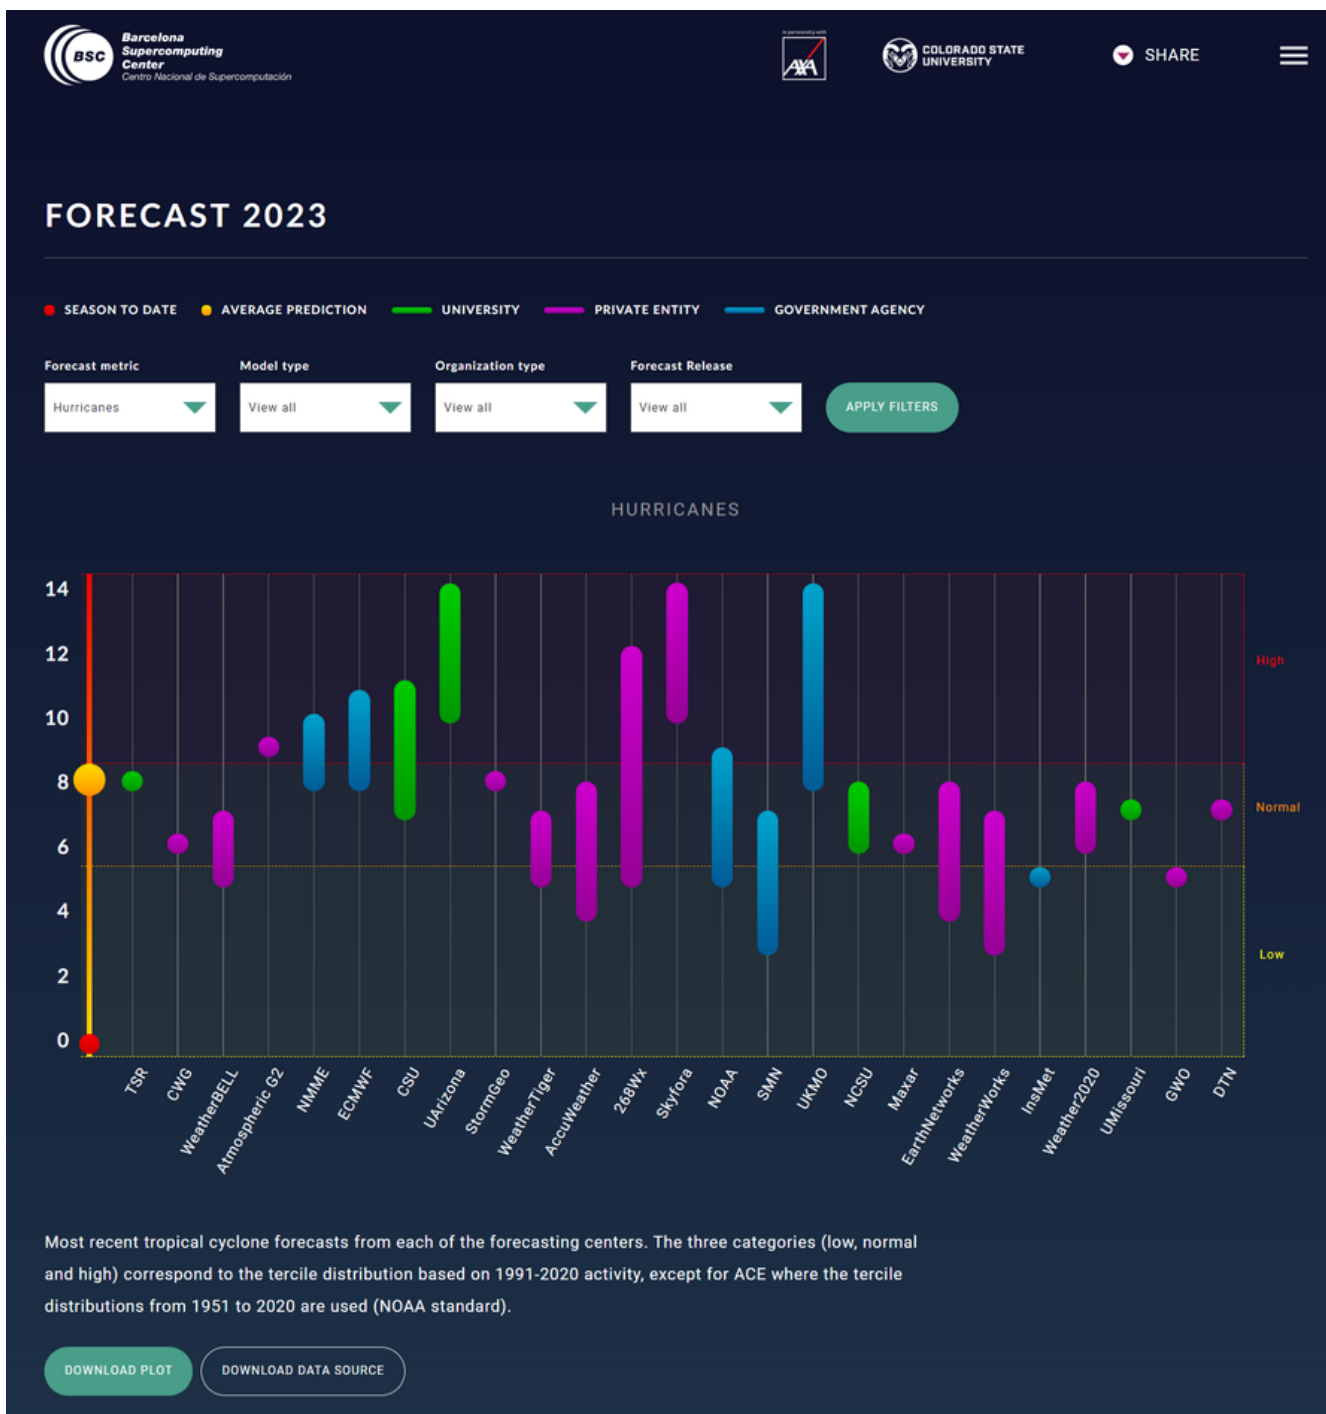 BSC
Barcelona
Supercomputing
Center
Centro Nacional de Supercomputación
In partnership with
AXA
COLORADO STATE
UNIVERSITY
SHARE
FORECAST 2023
SEASON TO DATE AVERAGE PREDICTION UNIVERSITY PRIVATE ENTITY GOVERNMENT AGENCY
Forecast metric Model type Organization type Forecast Release
Hurricanes View all View all View all APPLY FILTERS
HURRICANES
14
12
High
10
8
Normal
6
4
Low
2
0
TSR CWG WeatherBELL Atmospheric G2 NMME ECMWF CSU UArizona StormGeo WeatherTiger AccuWeather 268Wx Skyfora NOAA SMN UKMO NCSU Maxar EarthNetworks WeatherWorks InsMet Weather2020 UMissouri GWO DTN
Most recent tropical cyclone forecasts from each of the forecasting centers. The three categories (low, normal
and high) correspond to the tercile distribution based on 1991-2020 activity, except for ACE where the tercile
distributions from 1951 to 2020 are used (NOAA standard).
DOWNLOAD PLOT DOWNLOAD DATA SOURCE